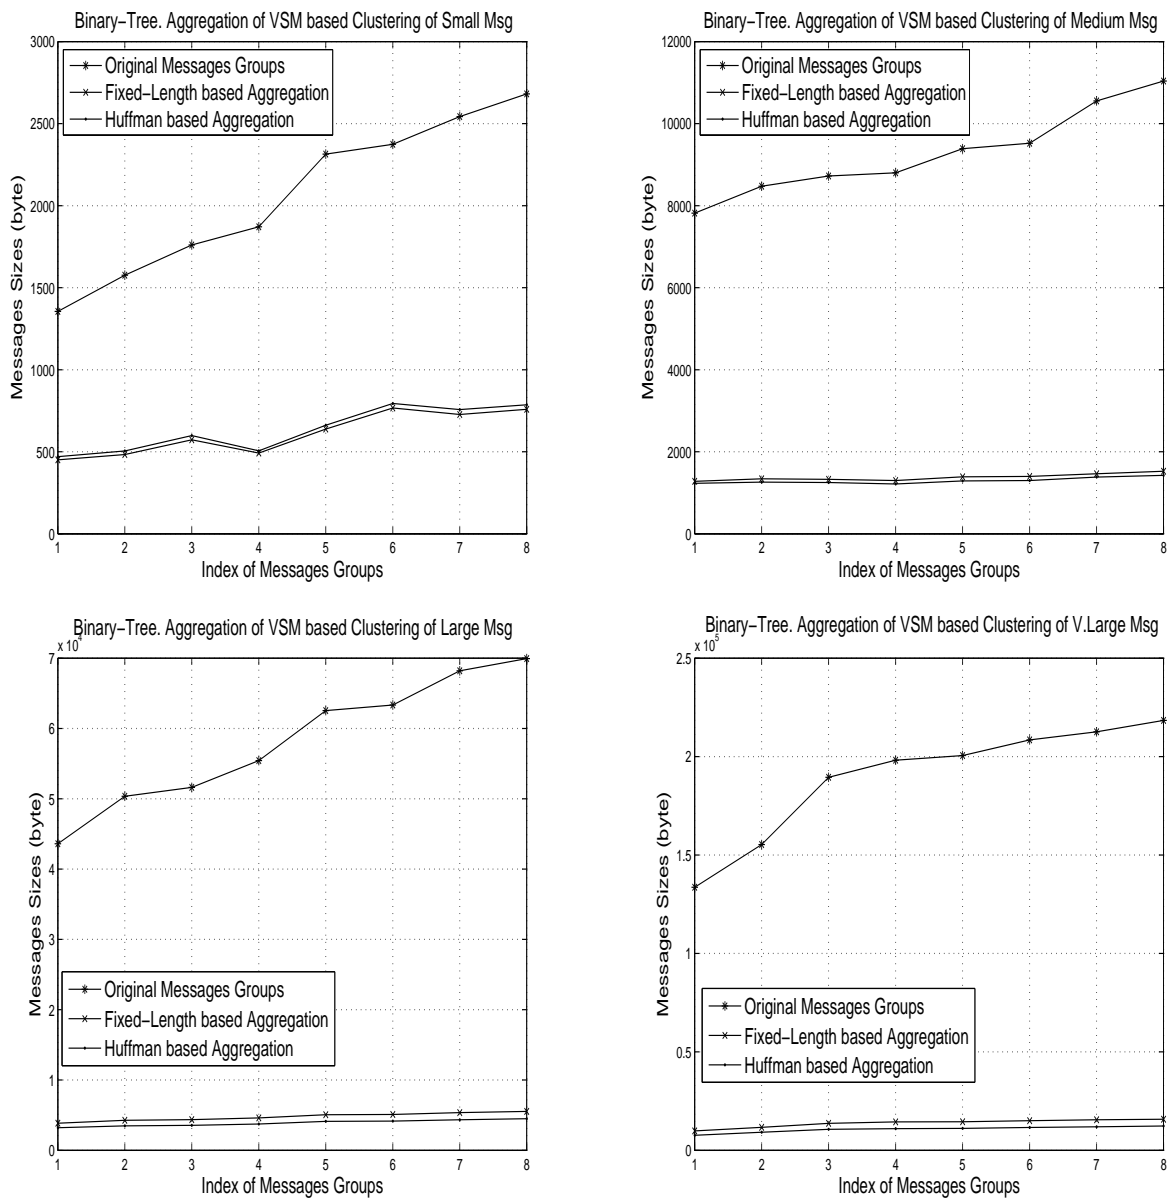 Binary-Tree. Aggregation of VSM based Clustering of Small Msg
3000
2500
2000
1500
1000
500
0
Messages Sizes (byte)
Original Messages Groups
Fixed-Length based Aggregation
Huffman based Aggregation
1 2 3 4 5 6 7 8
Index of Messages Groups
Binary-Tree. Aggregation of VSM based Clustering of Medium Msg
12000
10000
8000
6000
4000
2000
0
Messages Sizes (byte)
Original Messages Groups
Fixed-Length based Aggregation
Huffman based Aggregation
1 2 3 4 5 6 7 8
Index of Messages Groups
Binary-Tree. Aggregation of VSM based Clustering of Large Msg
x 10^4
7
6
5
4
3
2
1
0
Messages Sizes (byte)
Original Messages Groups
Fixed-Length based Aggregation
Huffman based Aggregation
1 2 3 4 5 6 7 8
Index of Messages Groups
Binary-Tree. Aggregation of VSM based Clustering of V.Large Msg
x 10^5
2.5
2
1.5
1
0.5
0
Messages Sizes (byte)
Original Messages Groups
Fixed-Length based Aggregation
Huffman based Aggregation
1 2 3 4 5 6 7 8
Index of Messages Groups